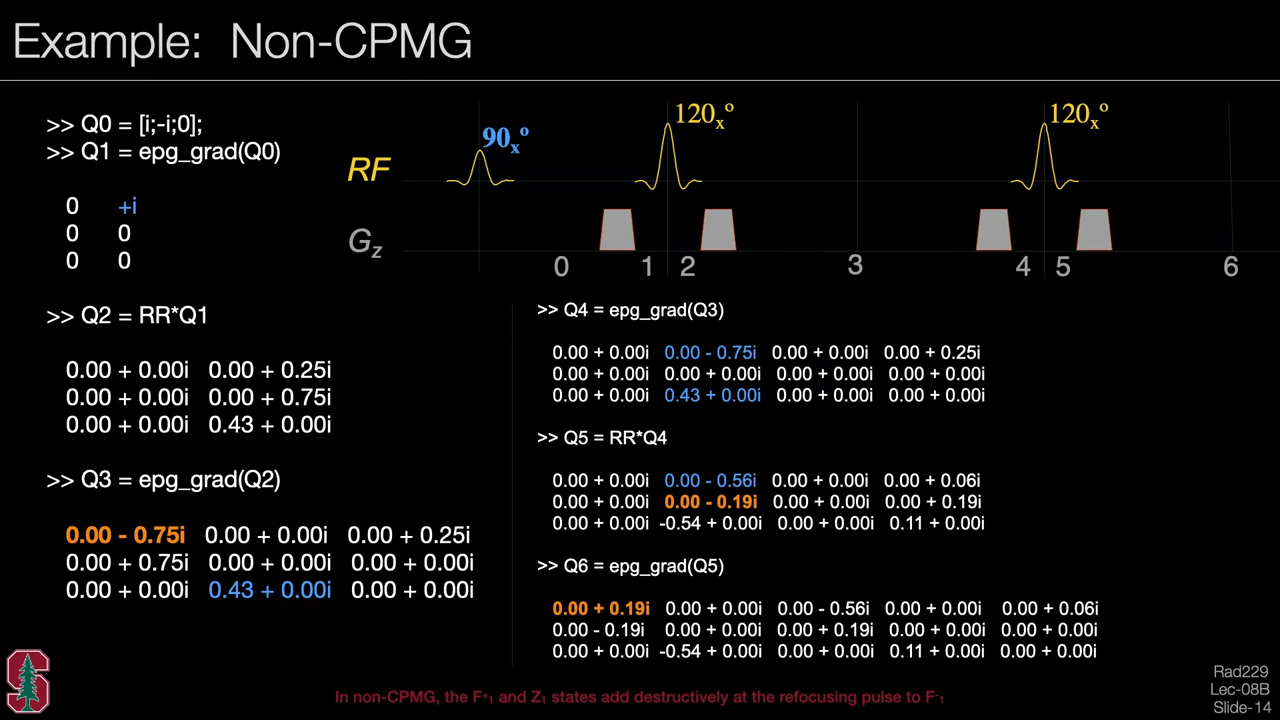 Example:  Non-CPMG
>> Q0 = [i;-i;0];
>> Q1 = epg_grad(Q0)
0 +i
0 0
0 0
>> Q2 = RR*Q1
0.00 + 0.00i 0.00 + 0.25i
0.00 + 0.00i 0.00 + 0.75i
0.00 + 0.00i 0.43 + 0.00i
>> Q3 = epg_grad(Q2)
0.00 - 0.75i 0.00 + 0.00i 0.00 + 0.25i
0.00 + 0.75i 0.00 + 0.00i 0.00 + 0.00i
0.00 + 0.00i 0.43 + 0.00i 0.00 + 0.00i
90xº 120xº 120xº
RF
Gz
0 1 2 3 4 5 6
>> Q4 = epg_grad(Q3)
0.00 + 0.00i 0.00 - 0.75i 0.00 + 0.00i 0.00 + 0.25i
0.00 + 0.00i 0.00 + 0.00i 0.00 + 0.00i 0.00 + 0.00i
0.00 + 0.00i 0.43 + 0.00i 0.00 + 0.00i 0.00 + 0.00i
>> Q5 = RR*Q4
0.00 + 0.00i 0.00 - 0.56i 0.00 + 0.00i 0.00 + 0.06i
0.00 + 0.00i 0.00 - 0.19i 0.00 + 0.00i 0.00 + 0.19i
0.00 + 0.00i -0.54 + 0.00i 0.00 + 0.00i 0.11 + 0.00i
>> Q6 = epg_grad(Q5)
0.00 + 0.19i 0.00 + 0.00i 0.00 - 0.56i 0.00 + 0.00i 0.00 + 0.06i
0.00 - 0.19i 0.00 + 0.00i 0.00 + 0.19i 0.00 + 0.00i 0.00 + 0.00i
0.00 + 0.00i -0.54 + 0.00i 0.00 + 0.00i 0.11 + 0.00i 0.00 + 0.00i
In non-CPMG, the F⁺₁ and Z₁ states add destructively at the refocusing pulse to F⁻₁
Rad229
Lec-08B
Slide-14
S